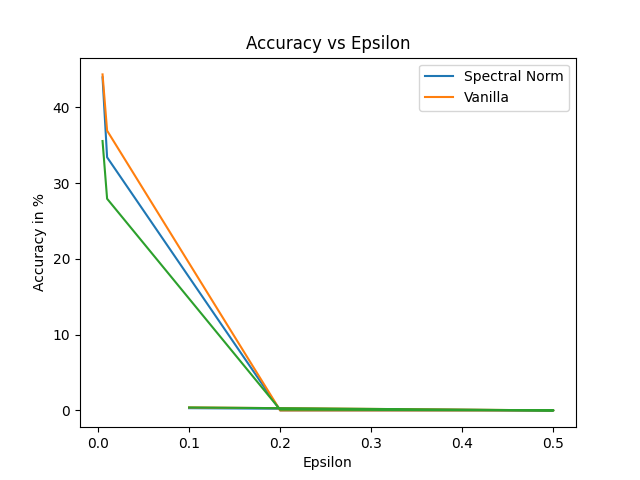 Accuracy vs Epsilon
Spectral Norm
Vanilla
Accuracy in %
40
30
20
10
0
0.0 0.1 0.2 0.3 0.4 0.5
Epsilon